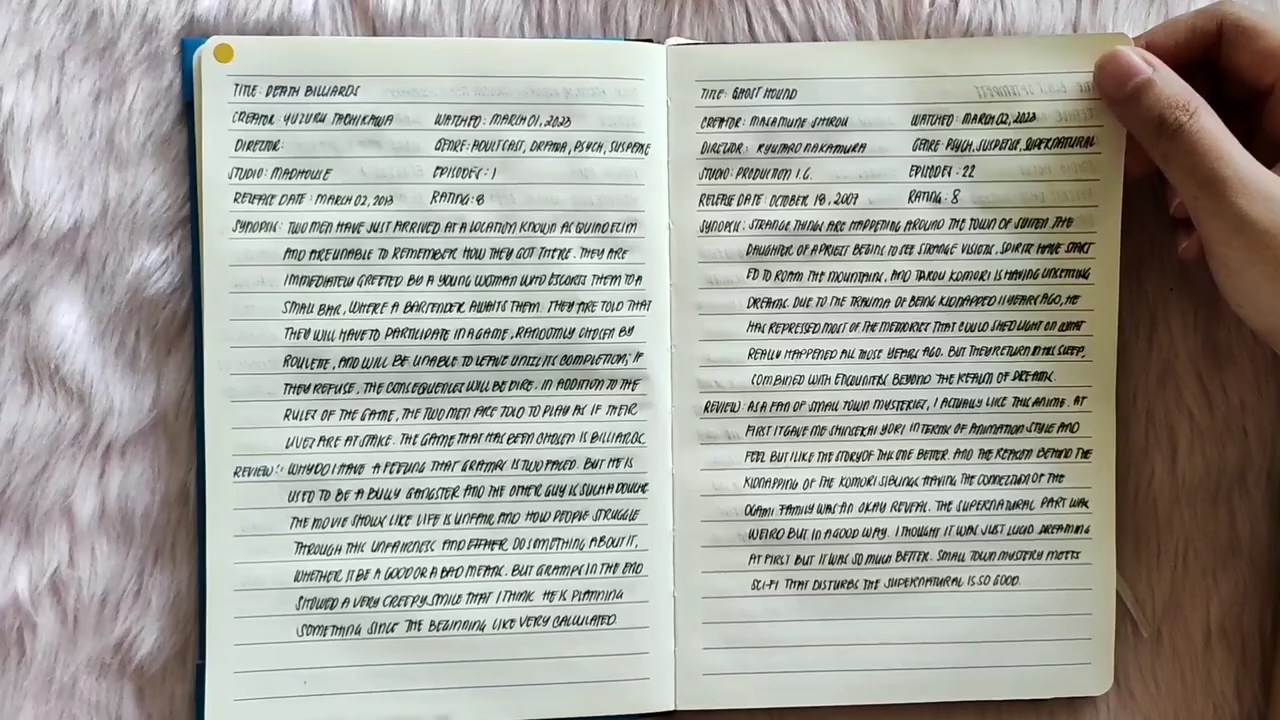 TITLE: DEATH BILLIARDS
CREATOR: YUZURU TACHIKAWA WATCHED: MARCH 01, 2023
DIRECTOR: GENRE: ADULT CAST, DRAMA, PSYCH, SUSPENSE
STUDIO: MADHOUSE EPISODES: 1
RELEASE DATE: MARCH 02, 2013 RATING: 8
SYNOPSIS: TWO MEN HAVE JUST ARRIVED AT A LOCATION KNOWN AS QUINDECIM
AND ARE UNABLE TO REMEMBER HOW THEY GOT THERE. THEY ARE
IMMEDIATELY GREETED BY A YOUNG WOMAN WHO ESCORTS THEM TO A
SMALL BAR, WHERE A BARTENDER AWAITS THEM. THEY ARE TOLD THAT
THEY WILL HAVE TO PARTICIPATE IN A GAME, RANDOMLY CHOSEN BY
ROULETTE, AND WILL BE UNABLE TO LEAVE UNTIL ITS COMPLETION; IF
THEY REFUSE, THE CONSEQUENCES WILL BE DIRE. IN ADDITION TO THE
RULES OF THE GAME, THE TWO MEN ARE TOLD TO PLAY AS IF THEIR
LIVES ARE AT STAKE. THE GAME THAT HAS BEEN CHOSEN IS BILLIARDS.
REVIEW: WHY DO I HAVE A FEELING THAT GRAMPS IS TWO FACED. BUT HE IS
USED TO BE A BULLY GANGSTER AND THE OTHER GUY IS SUCH A DOUCHE
THE MOVIE SHOWS LIKE LIFE IS UNFAIR AND HOW PEOPLE STRUGGLE
THROUGH THIS UNFAIRNESS AND EITHER DO SOMETHING ABOUT IT,
WHETHER IT BE A GOOD OR A BAD MEANS. BUT GRAMPS IN THE END
SHOWED A VERY CREEPY SMILE THAT I THINK HE IS PLANNING
SOMETHING SINCE THE BEGINNING LIKE VERY CALCULATED.
TITLE: GHOST HOUND
CREATOR: MASAMUNE SHIROU WATCHED: MARCH 02, 2023
DIRECTOR: RYUTARO NAKAMURA GENRE: PSYCH, SUSPENSE, SUPERNATURAL
STUDIO: PRODUCTION I.G. EPISODES: 22
RELEASE DATE: OCTOBER 18, 2007 RATING: 8
SYNOPSIS: STRANGE THINGS ARE HAPPENING AROUND THE TOWN OF SUITEN THE
DAUGHTER OF A PRIEST BEGINS TO SEE STRANGE VISIONS, SPIRITS HAVE START
ED TO ROAM THE MOUNTAINS, AND TAROU KOMORI IS HAVING UNSETTLING
DREAMS. DUE TO THE TRAUMA OF BEING KIDNAPPED 11 YEARS AGO, HE
HAS REPRESSED MOST OF THE MEMORIES THAT COULD SHED LIGHT ON WHAT
REALLY HAPPENED ALL THOSE YEARS AGO. BUT THEY RETURN IN HIS SLEEP,
COMBINED WITH ENCOUNTERS BEYOND THE REALM OF DREAMS.
REVIEW: AS A FAN OF SMALL TOWN MYSTERIES, I ACTUALLY LIKE THIS ANIME. AT
FIRST IT GAVE ME SHINSEKAI YORI IN TERMS OF ANIMATION STYLE AND
FEEL BUT I LIKE THE STORY OF THIS ONE BETTER. AND THE REASON BEHIND THE
KIDNAPPING OF THE KOMORI SIBLINGS HAVING THE CONNECTION OF THE
OGAMI FAMILY WAS AN OKAY REVEAL. THE SUPERNATURAL PART WAS
WEIRD BUT IN A GOOD WAY. I THOUGHT IT WAS JUST LUCID DREAMING
AT FIRST BUT IT WAS SO MUCH BETTER. SMALL TOWN MYSTERY MEETS
SCI-FI THAT DISTURBS THE SUPERNATURAL IS SO GOOD.